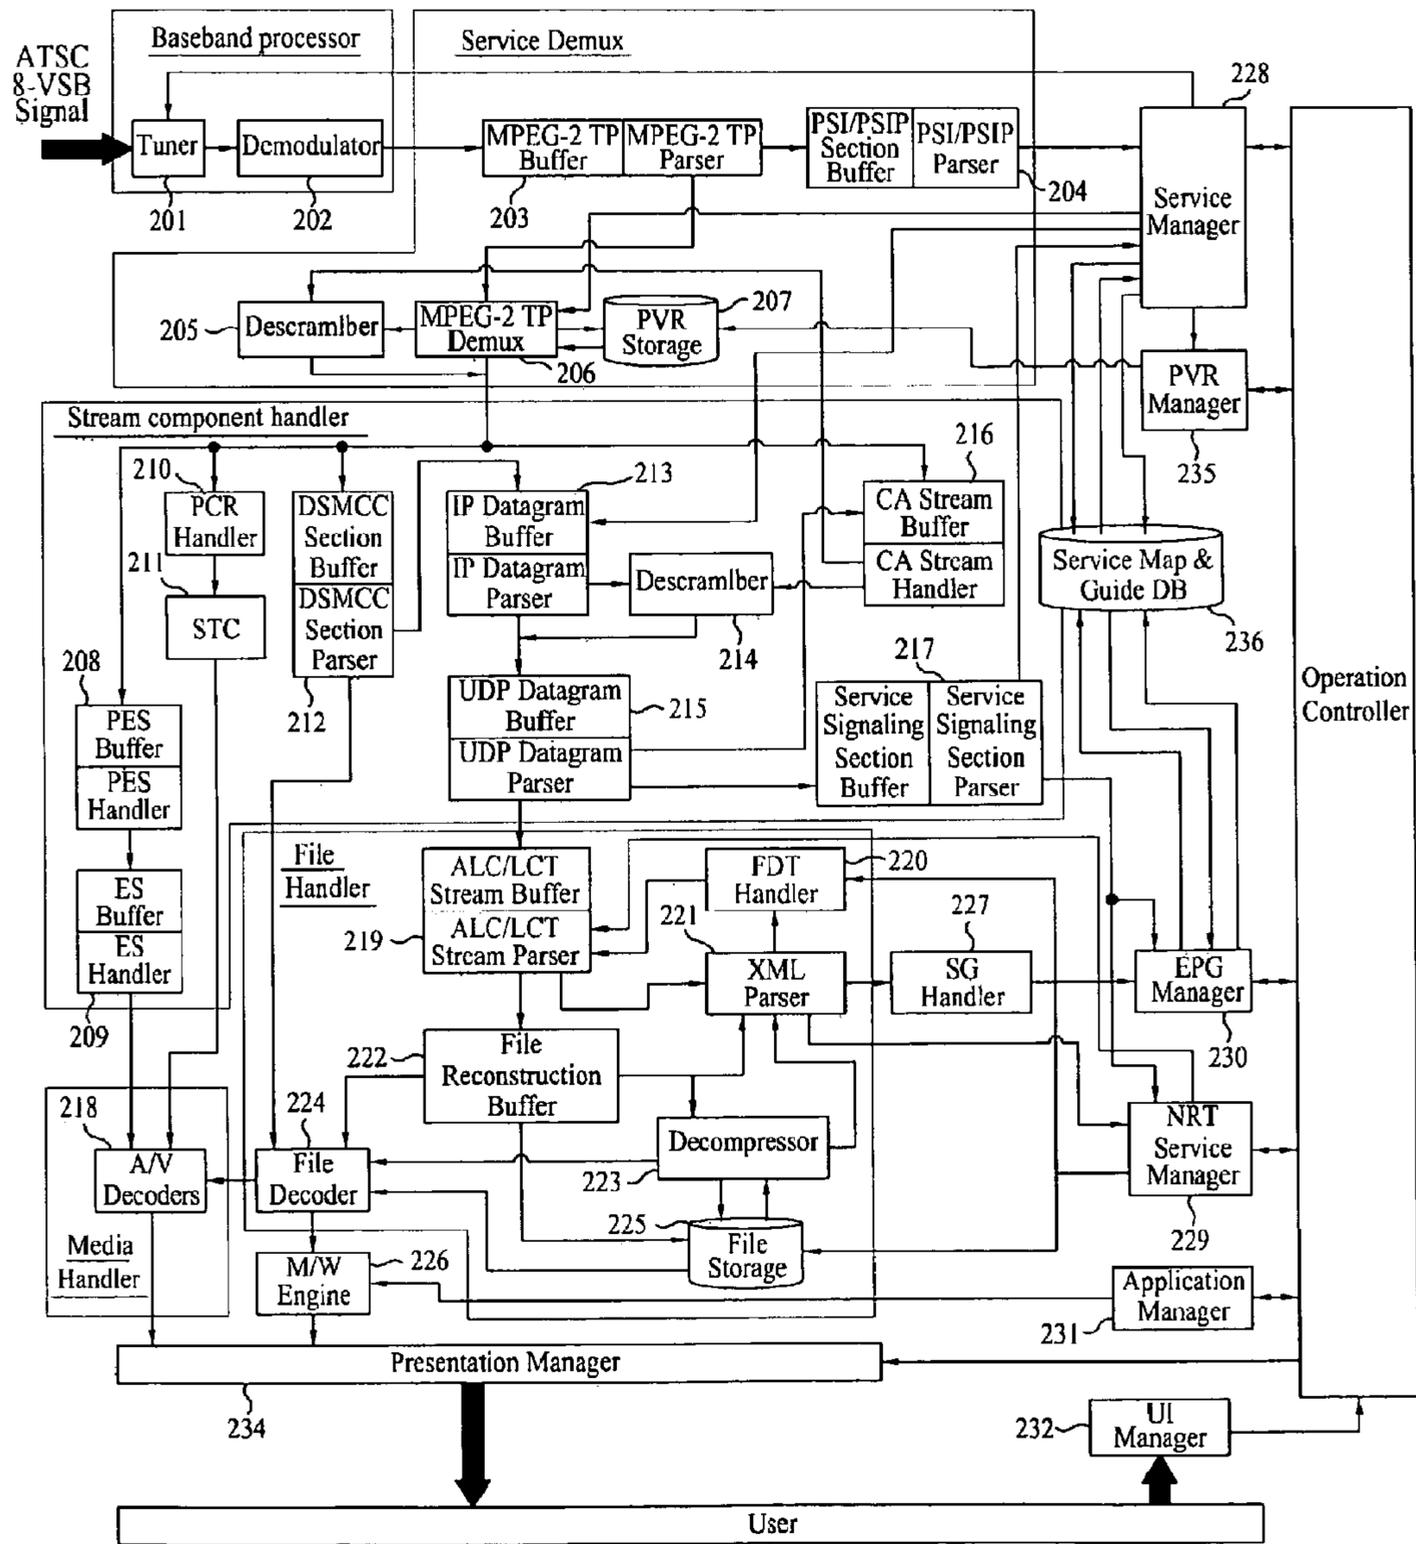 Baseband processor
Service Demux
ATSC
8-VSB
Signal
228
Tuner
Demodulator
MPEG-2 TP
Buffer
MPEG-2 TP
Parser
PSI/PSIP
Section
Buffer
PSI/PSIP
Parser
201
202
203
204
Service
Manager
207
205
Descramlber
MPEG-2 TP
Demux
PVR
Storage
206
PVR
Manager
235
Stream component handler
216
210
213
PCR
Handler
DSMCC
Section
Buffer
DSMCC
Section
Parser
IP Datagram
Buffer
IP Datagram
Parser
CA Stream
Buffer
CA Stream
Handler
211
Descramlber
Service Map &
Guide DB
STC
214
217
236
208
212
UDP Datagram
Buffer
UDP Datagram
Parser
215
Service
Signaling
Section
Buffer
Service
Signaling
Section
Parser
Operation
Controller
PES
Buffer
PES
Handler
File
Handler
ALC/LCT
Stream Buffer
ALC/LCT
Stream Parser
FDT
Handler
220
ES
Buffer
ES
Handler
219
221
227
XML
Parser
SG
Handler
EPG
Manager
209
222
File
Reconstruction
Buffer
230
218
224
Decompressor
NRT
Service
Manager
A/V
Decoders
File
Decoder
223
225
229
Media
Handler
M/W
Engine
226
File
Storage
Application
Manager
231
Presentation Manager
234
232
UI
Manager
User